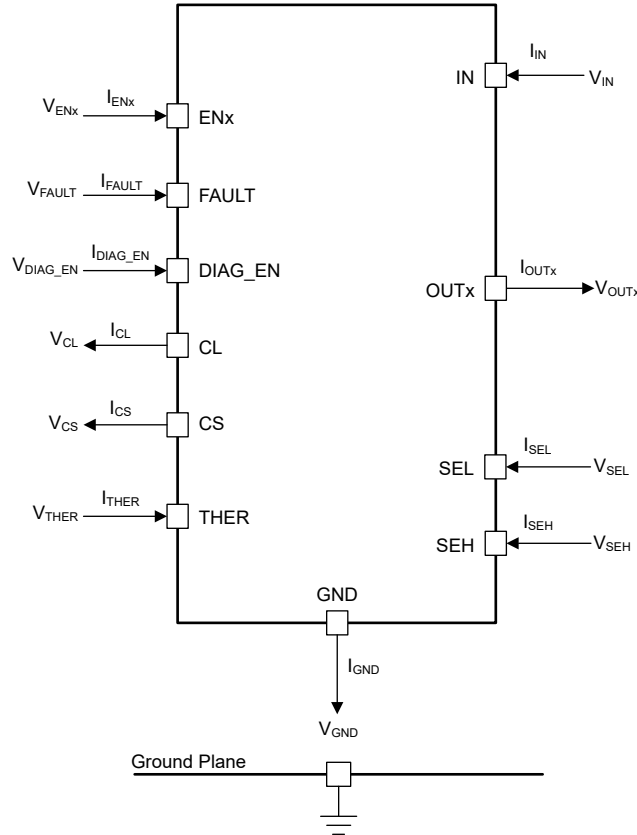 I_IN
IN
V_IN
I_ENx
V_ENx
ENx
I_FAULT
V_FAULT
FAULT
I_DIAG_EN
V_DIAG_EN
DIAG_EN
I_OUTx
OUTx
V_OUTx
I_CL
V_CL
CL
I_CS
V_CS
CS
I_SEL
SEL
V_SEL
I_THER
V_THER
THER
I_SEH
SEH
V_SEH
GND
I_GND
V_GND
Ground Plane